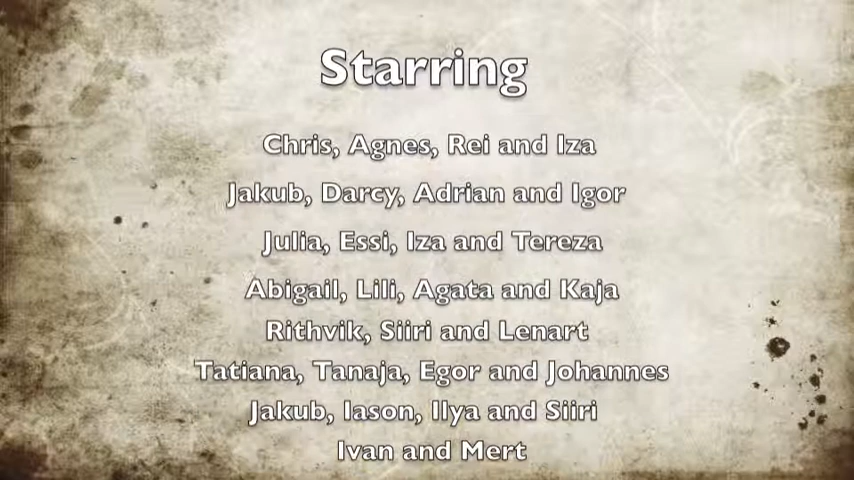 Starring
Chris, Agnes, Rei and Iza
Jakub, Darcy, Adrian and Igor
Julia, Essi, Iza and Tereza
Abigail, Lili, Agata and Kaja
Rithvik, Siiri and Lenart
Tatiana, Tanaja, Egor and Johannes
Jakub, Iason, Ilya and Siiri
Ivan and Mert